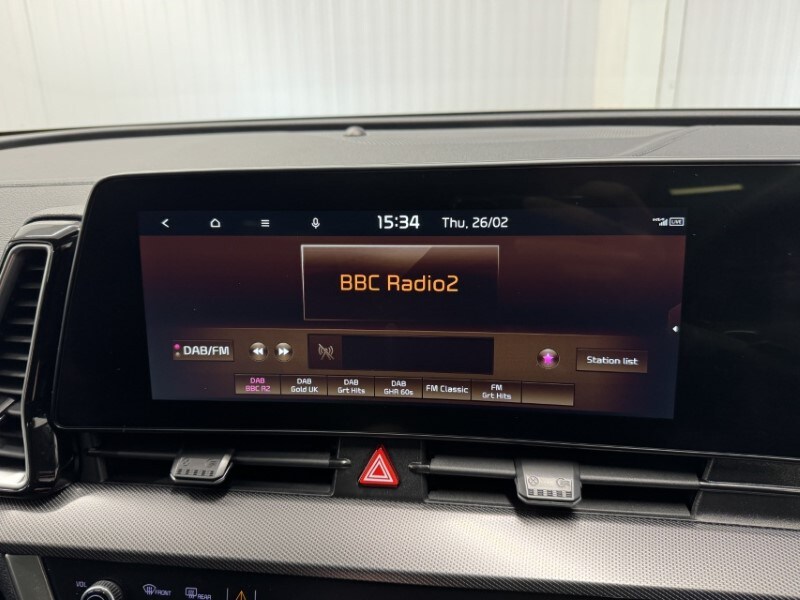 15:34 Thu, 26/02 LIVE
BBC Radio2
DAB/FM
Station list
DAB
BBC R2
DAB
Gold UK
DAB
Grt Hits
DAB
GHR 60s
FM Classic
FM
Grt Hits
VOL
FRONT
REAR